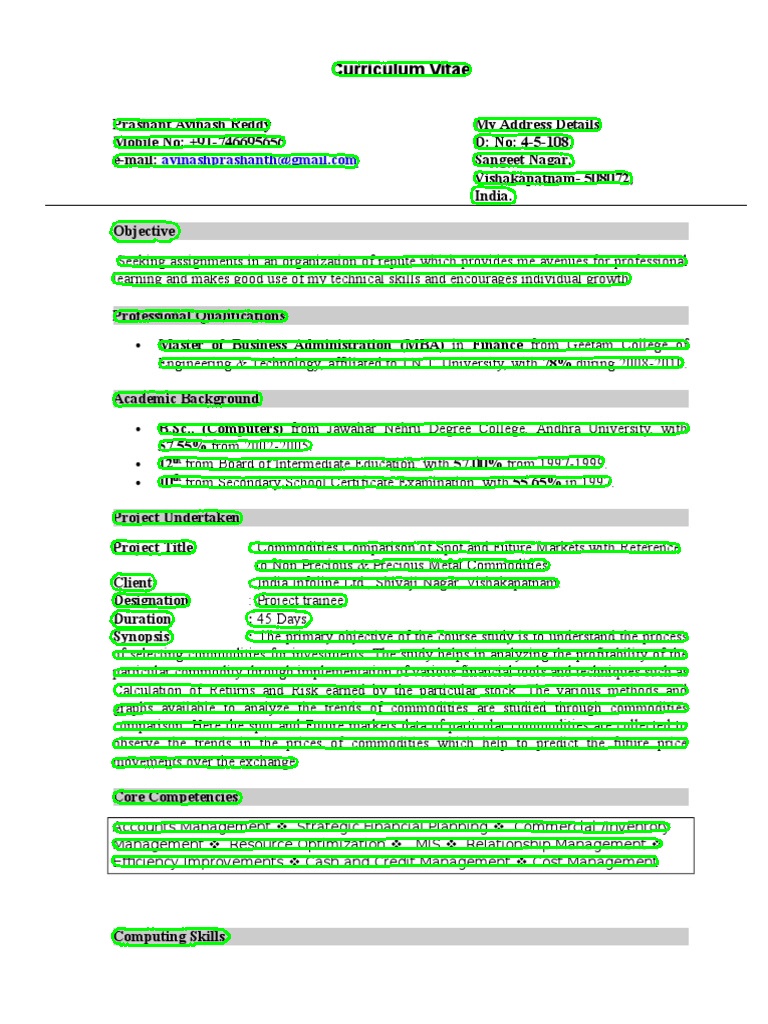 Curriculum Vitae
Prashant Avinash Reddy
My Address Details
Mobile No: +91-746695656
D: No: 4-5-108
e-mail: avinashprashanth@gmail.com
Sangeet Nagar,
Vishakapatnam- 508072,
India.
Objective
Seeking assignments in an organization of repute which provides me avenues for professional
learning and makes good use of my technical skills and encourages individual growth
Professional Qualifications
• Master of Business Administration (MBA) in Finance from Geetam College of
Engineering & Technology, affiliated to J.N.T. University, with 78% during 2008-2010.
Academic Background
• B.Sc., (Computers) from Jawahar Nehru Degree College, Andhra University, with
57.55% from 2002-2005.
• 12th from Board of Intermediate Education, with 57.00% from 1997-1999.
• 10th from Secondary School Certificate Examination, with 55.65% in 1997.
Project Undertaken
Project Title : Commodities Comparison of Spot and Future Markets with Reference
to Non Precious & Precious Metal Commodities
Client : India Infoline Ltd., Shivaji Nagar, Vishakapatnam
Designation : Project trainee
Duration : 45 Days
Synopsis : The primary objective of the course study is to understand the process
of selecting commodities for investments. The study helps in analyzing the profitability of the
particular commodity through implementation of various financial tools and techniques such as
Calculation of Returns and Risk earned by the particular stock. The various methods and
graphs available to analyze the trends of commodities are studied through commodities
comparison. Here the spot and Future markets data of particular commodities are collected to
observe the trends in the prices of commodities which help to predict the future price
movements over the exchange
Core Competencies
Accounts Management ❖ Strategic Financial Planning ❖ Commercial /Inventory
Management ❖ Resource Optimization ❖ MIS ❖ Relationship Management ❖
Efficiency Improvements ❖ Cash and Credit Management ❖ Cost Management
Computing Skills